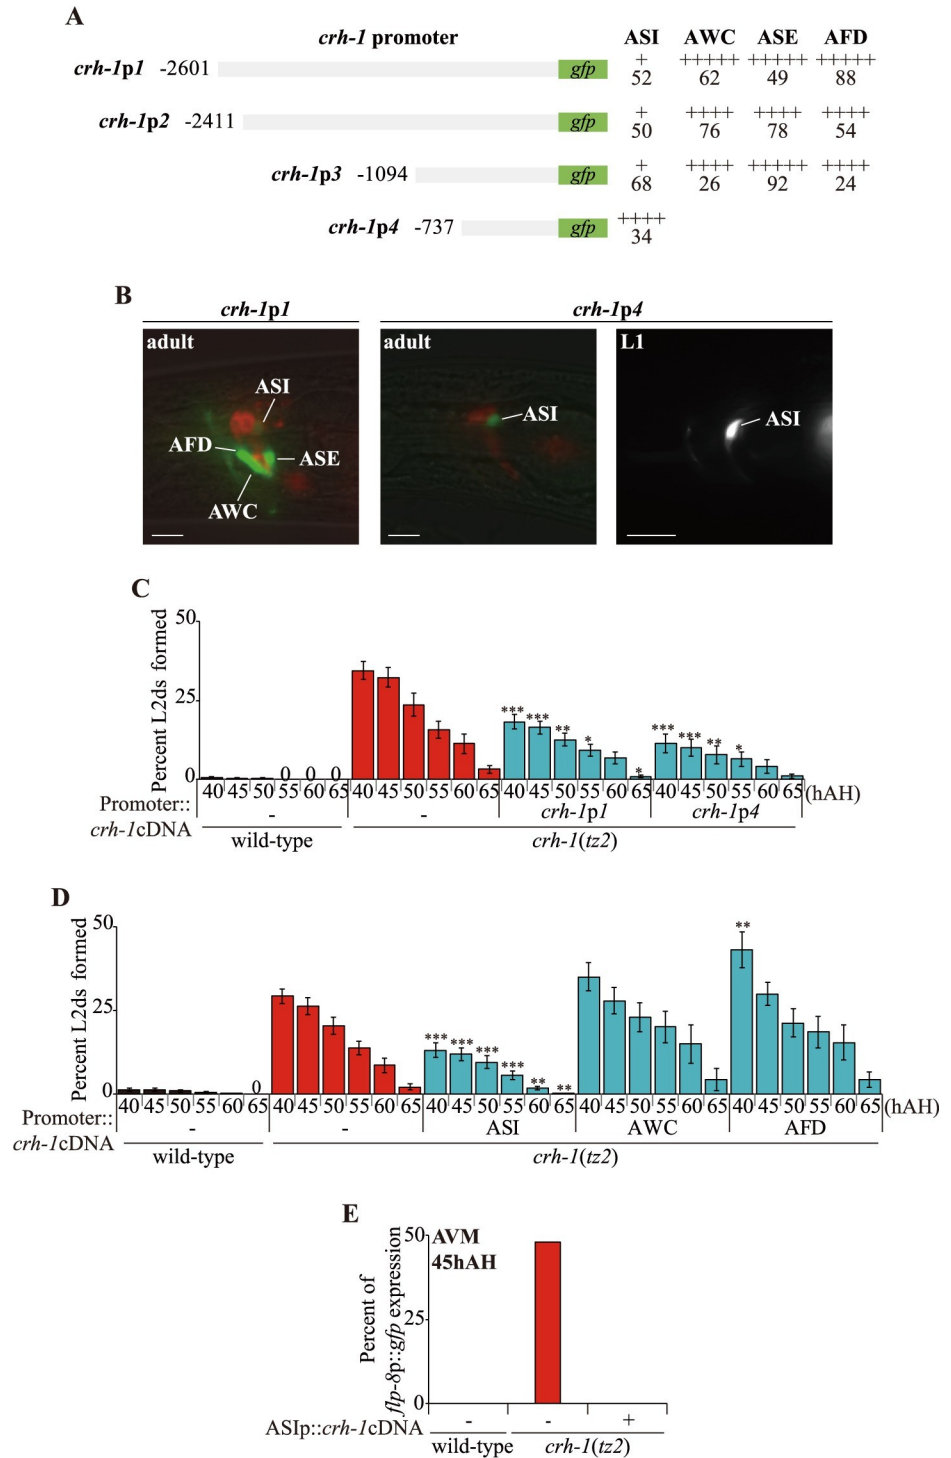 A
crh-1 promoter ASI AWC ASE AFD
crh-1p1 -2601 gfp + +++++ +++++ +++++
52 62 49 88
crh-1p2 -2411 gfp + ++++ ++++ ++++
50 76 78 54
crh-1p3 -1094 gfp + ++++ +++++ ++++
68 26 92 24
crh-1p4 -737 gfp ++++
34
B
crh-1p1 crh-1p4
adult adult L1
ASI ASI ASI
AFD ASE
AWC
C
Percent L2ds formed
50
25
0
0 0 0
*** *** ** * * *** *** ** *
40 45 50 55 60 65 40 45 50 55 60 65 40 45 50 55 60 65 40 45 50 55 60 65 (hAH)
Promoter::
crh-1cDNA - - crh-1p1 crh-1p4
wild-type crh-1(tz2)
D
Percent L2ds formed
50
25
0
0
*** *** *** *** ** ** **
40 45 50 55 60 65 40 45 50 55 60 65 40 45 50 55 60 65 40 45 50 55 60 65 40 45 50 55 60 65 (hAH)
Promoter::
crh-1cDNA - - ASI AWC AFD
wild-type crh-1(tz2)
E
Percent of
flp-8p::gfp expression
50
25
0
AVM
45hAH
ASIp::crh-1cDNA - - +
wild-type crh-1(tz2)